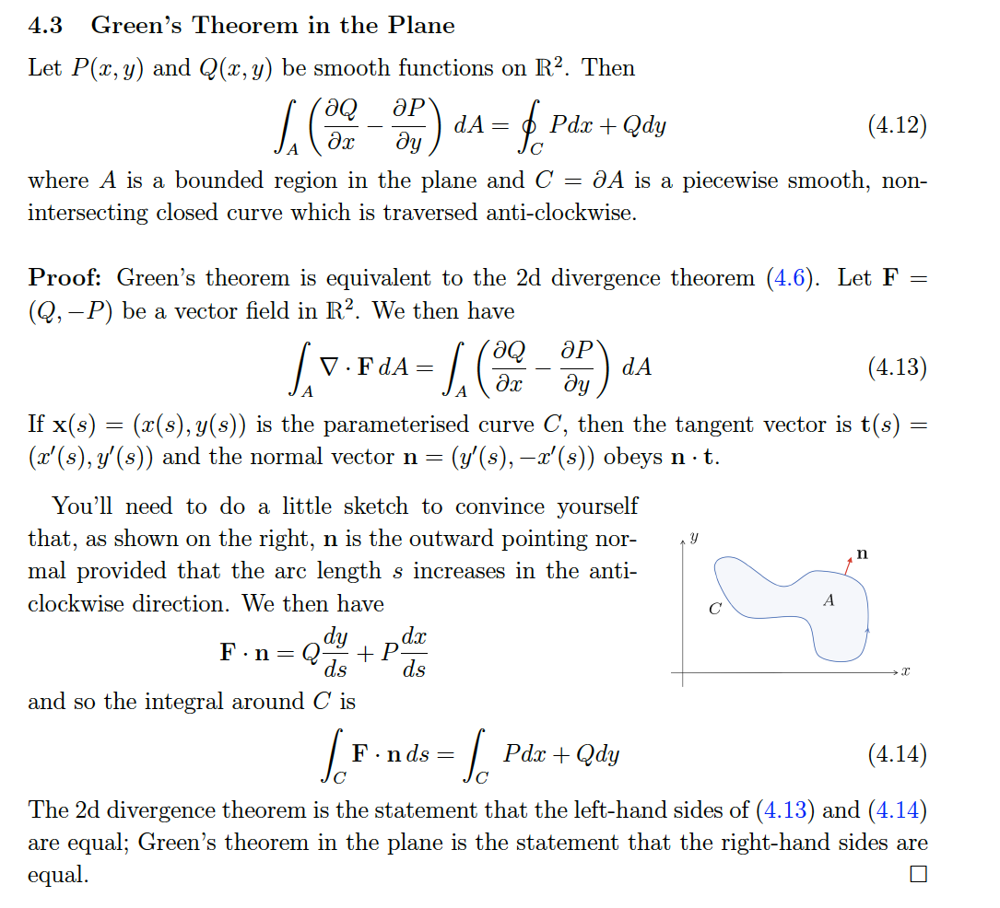 4.3 Green's Theorem in the Plane
Let P(x, y) and Q(x, y) be smooth functions on ℝ². Then
∫_A (∂Q/∂x − ∂P/∂y) dA = ∮_C Pdx + Qdy (4.12)
where A is a bounded region in the plane and C = ∂A is a piecewise smooth, non-
intersecting closed curve which is traversed anti-clockwise.
Proof: Green's theorem is equivalent to the 2d divergence theorem (4.6). Let F =
(Q, −P) be a vector field in ℝ². We then have
∫_A ∇ · F dA = ∫_A (∂Q/∂x − ∂P/∂y) dA (4.13)
If x(s) = (x(s), y(s)) is the parameterised curve C, then the tangent vector is t(s) =
(x′(s), y′(s)) and the normal vector n = (y′(s), −x′(s)) obeys n · t.
You'll need to do a little sketch to convince yourself
that, as shown on the right, n is the outward pointing nor-
mal provided that the arc length s increases in the anti-
clockwise direction. We then have
F · n = Q dy/ds + P dx/ds
and so the integral around C is
y
n
A
C
x
∫_C F · n ds = ∫_C Pdx + Qdy (4.14)
The 2d divergence theorem is the statement that the left-hand sides of (4.13) and (4.14)
are equal; Green's theorem in the plane is the statement that the right-hand sides are
equal. □